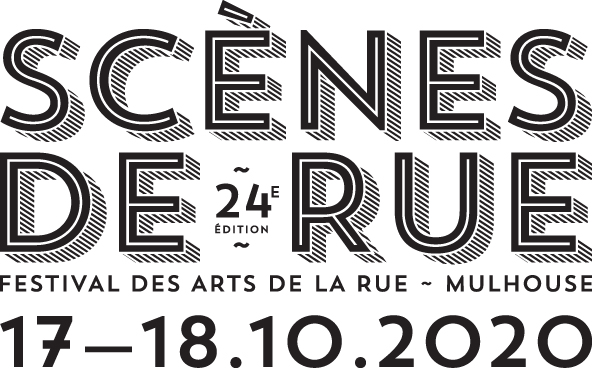 SCÈNES
DE 24E ÉDITION RUE
FESTIVAL DES ARTS DE LA RUE ~ MULHOUSE
17—18.10.2020